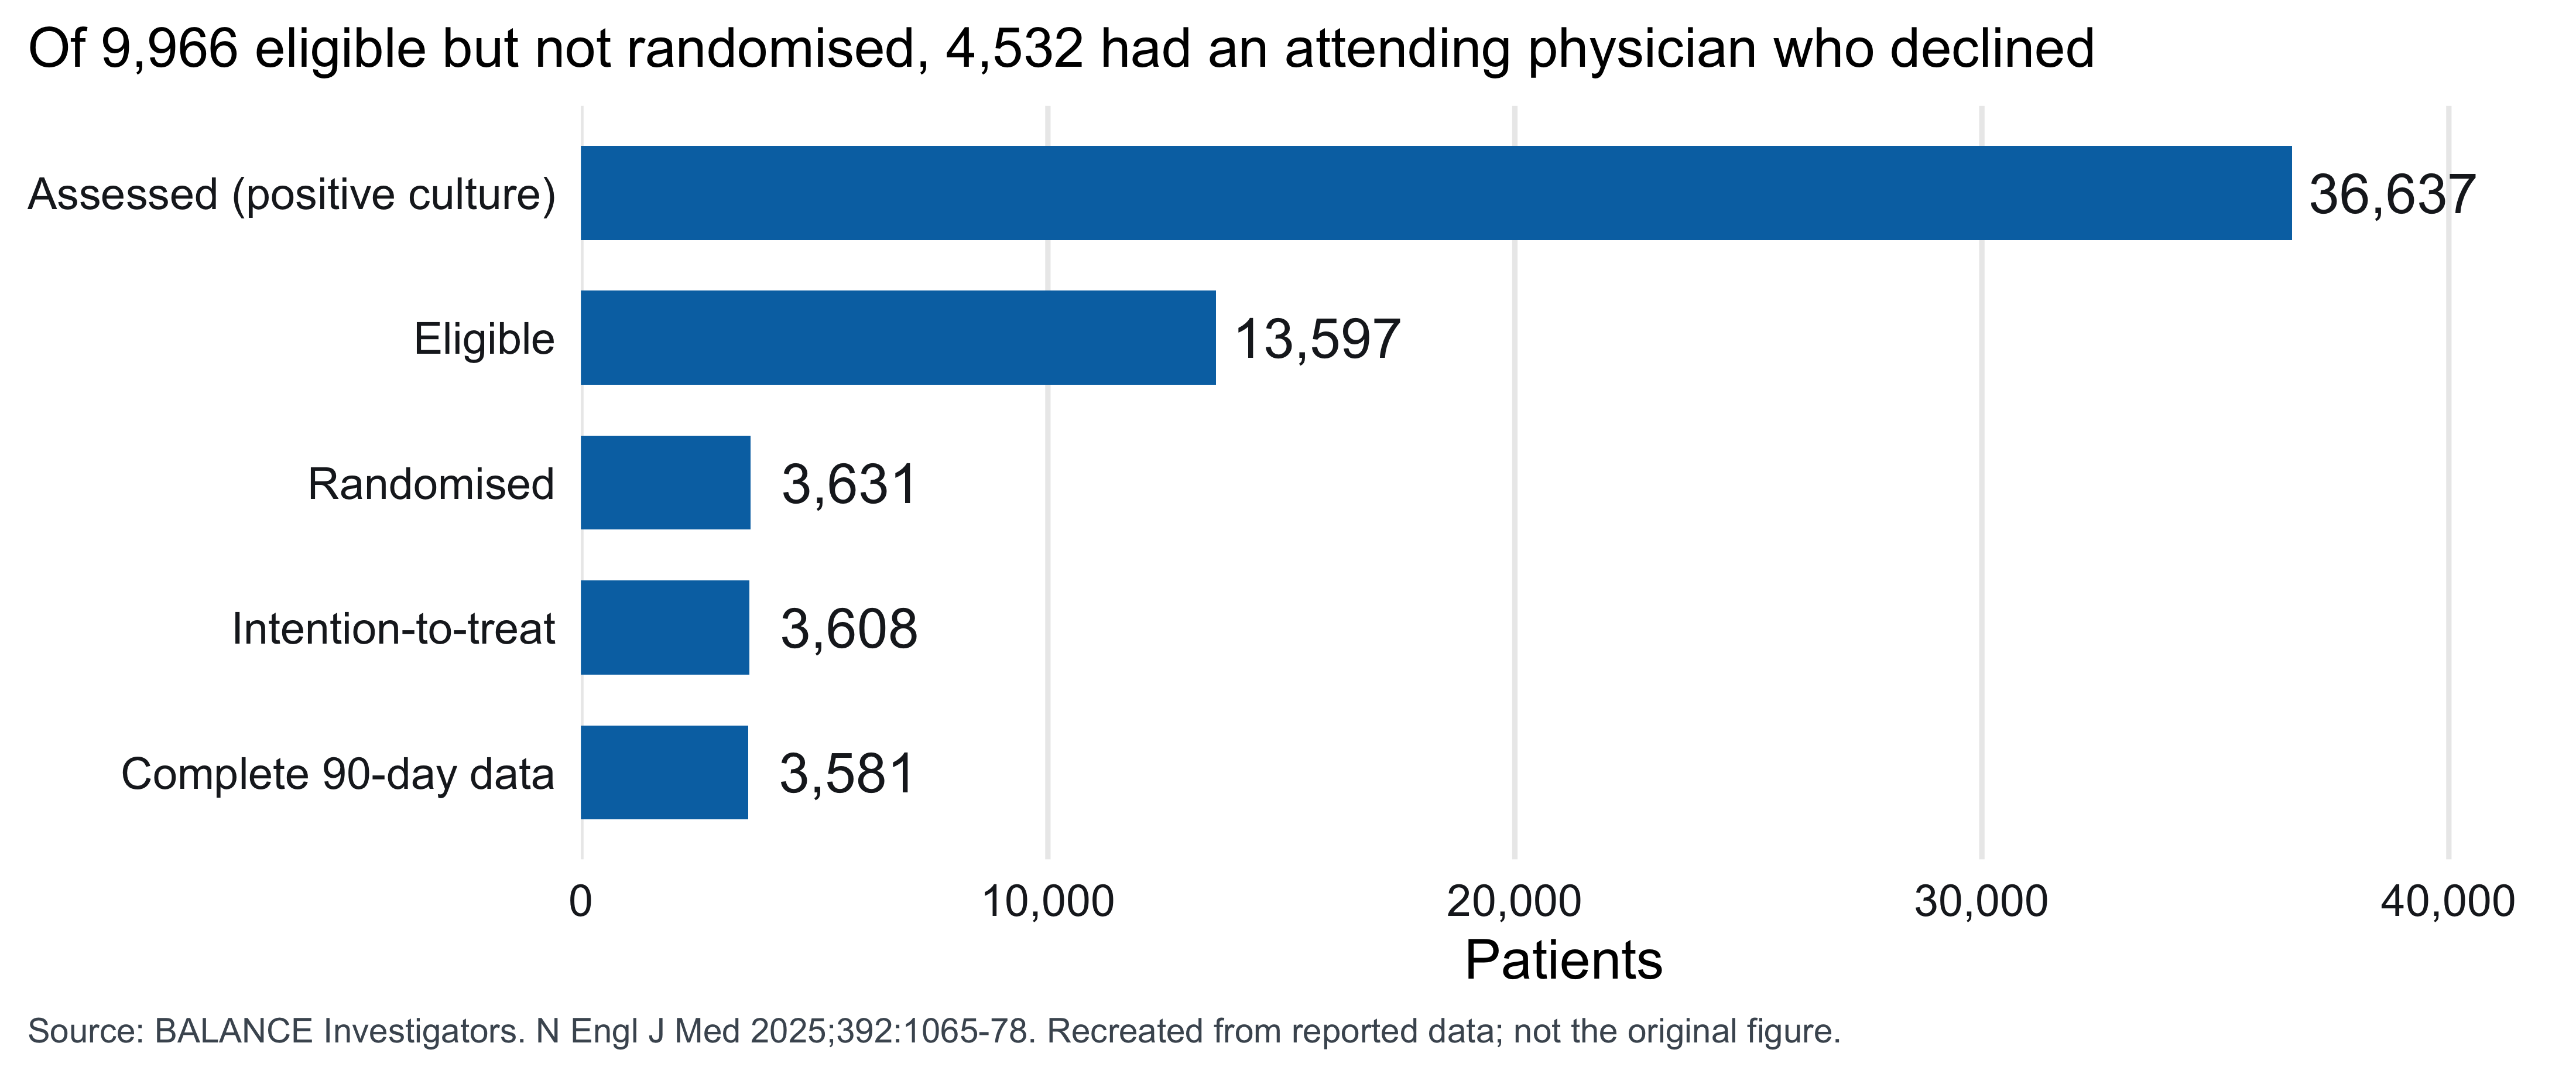 Of 9,966 eligible but not randomised, 4,532 had an attending physician who declined
Assessed (positive culture)
36,637
Eligible
13,597
Randomised
3,631
Intention-to-treat
3,608
Complete 90-day data
3,581
0
10,000
20,000
30,000
40,000
Patients
Source: BALANCE Investigators. N Engl J Med 2025;392:1065-78. Recreated from reported data; not the original figure.